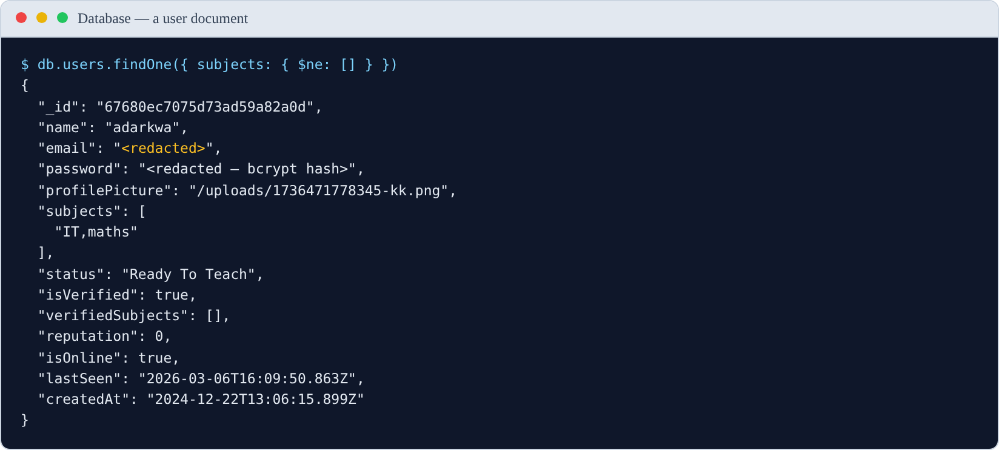 Database — a user document
$ db.users.findOne({ subjects: { $ne: [] } })
{
  "_id": "67680ec7075d73ad59a82a0d",
  "name": "adarkwa",
  "email": "<redacted>",
  "password": "<redacted — bcrypt hash>",
  "profilePicture": "/uploads/1736471778345-kk.png",
  "subjects": [
    "IT,maths"
  ],
  "status": "Ready To Teach",
  "isVerified": true,
  "verifiedSubjects": [],
  "reputation": 0,
  "isOnline": true,
  "lastSeen": "2026-03-06T16:09:50.863Z",
  "createdAt": "2024-12-22T13:06:15.899Z"
}